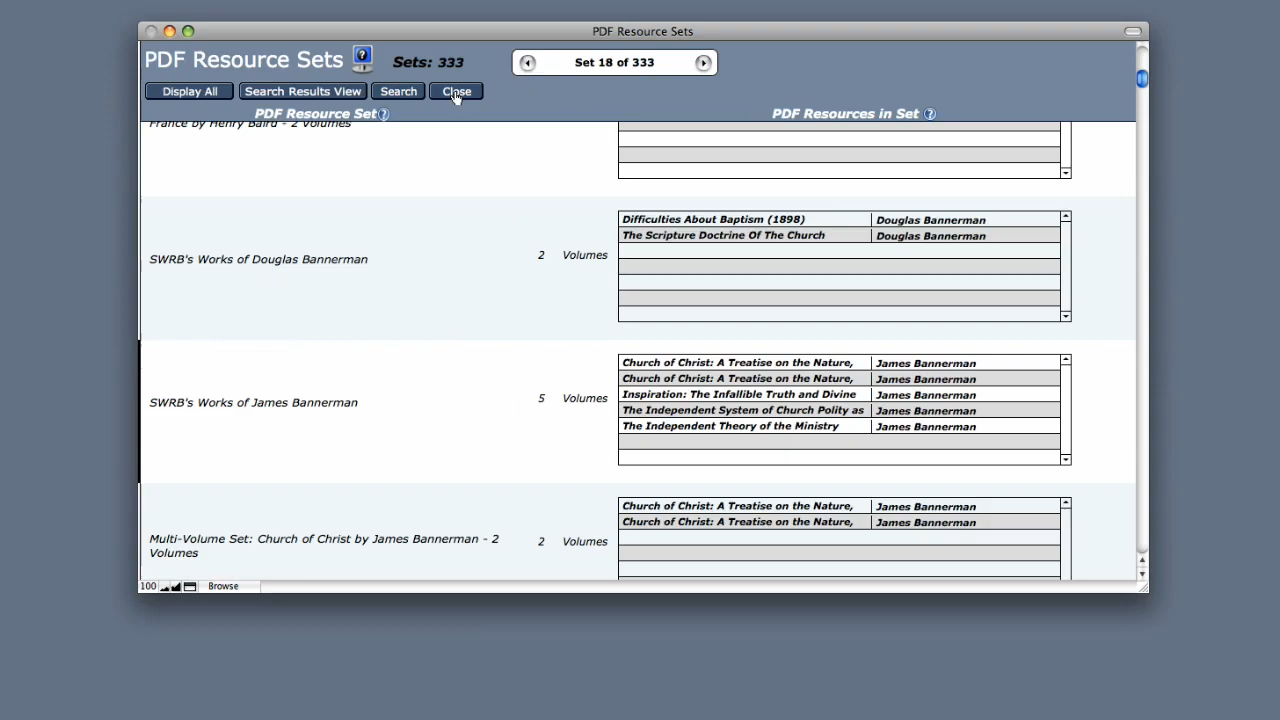 PDF Resource Sets
PDF Resource Sets
Sets: 333
Set 18 of 333
Display All
Search Results View
Search
Close
PDF Resource Set
PDF Resources in Set
France by Henry Baird - 2 Volumes
SWRB's Works of Douglas Bannerman
2 Volumes
Difficulties About Baptism (1898) Douglas Bannerman
The Scripture Doctrine Of The Church Douglas Bannerman
SWRB's Works of James Bannerman
5 Volumes
Church of Christ: A Treatise on the Nature, James Bannerman
Church of Christ: A Treatise on the Nature, James Bannerman
Inspiration: The Infallible Truth and Divine James Bannerman
The Independent System of Church Polity as James Bannerman
The Independent Theory of the Ministry James Bannerman
Multi-Volume Set: Church of Christ by James Bannerman - 2
Volumes
2 Volumes
Church of Christ: A Treatise on the Nature, James Bannerman
Church of Christ: A Treatise on the Nature, James Bannerman
100 Browse